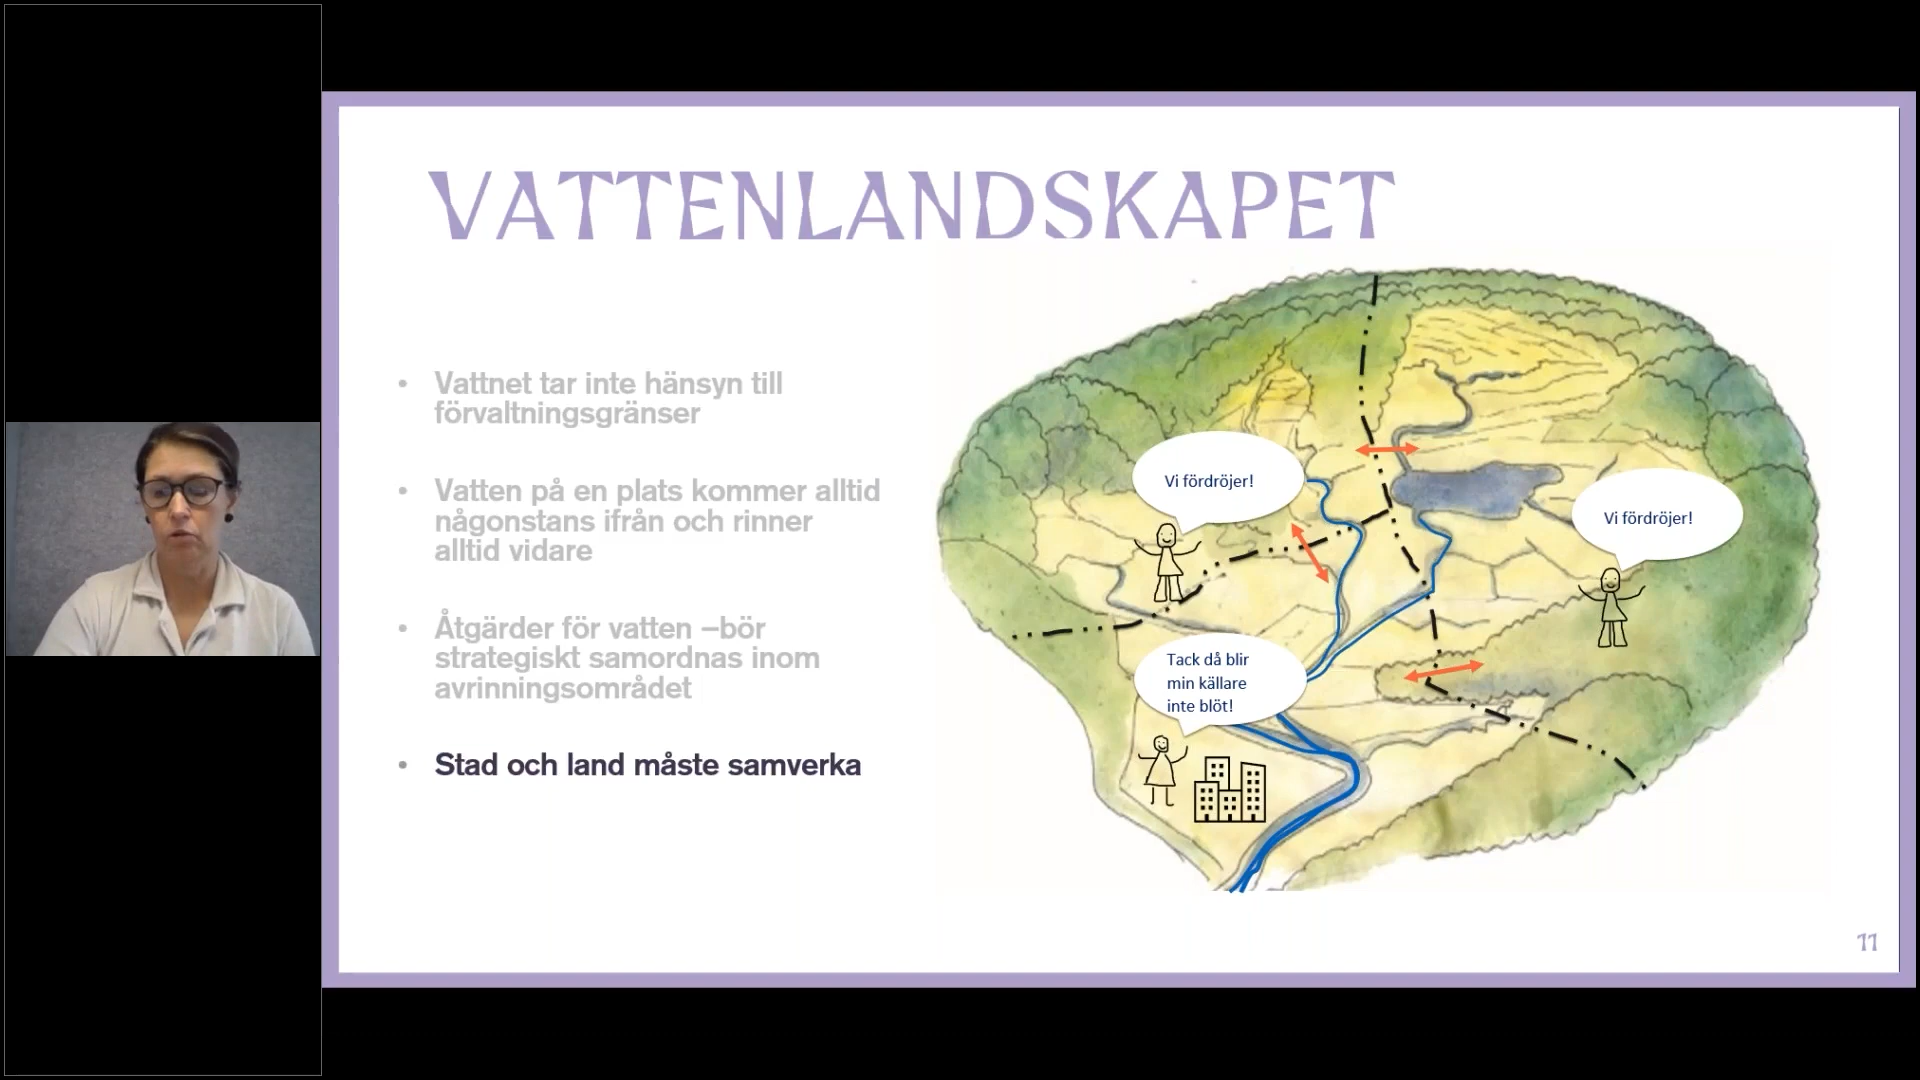 VATTENLANDSKAPET
• Vattnet tar inte hänsyn till
förvaltningsgränser
• Vatten på en plats kommer alltid
någonstans ifrån och rinner
alltid vidare
• Åtgärder för vatten –bör
strategiskt samordnas inom
avrinningsområdet
• Stad och land måste samverka
Vi fördröjer!
Vi fördröjer!
Tack då blir
min källare
inte blöt!
11